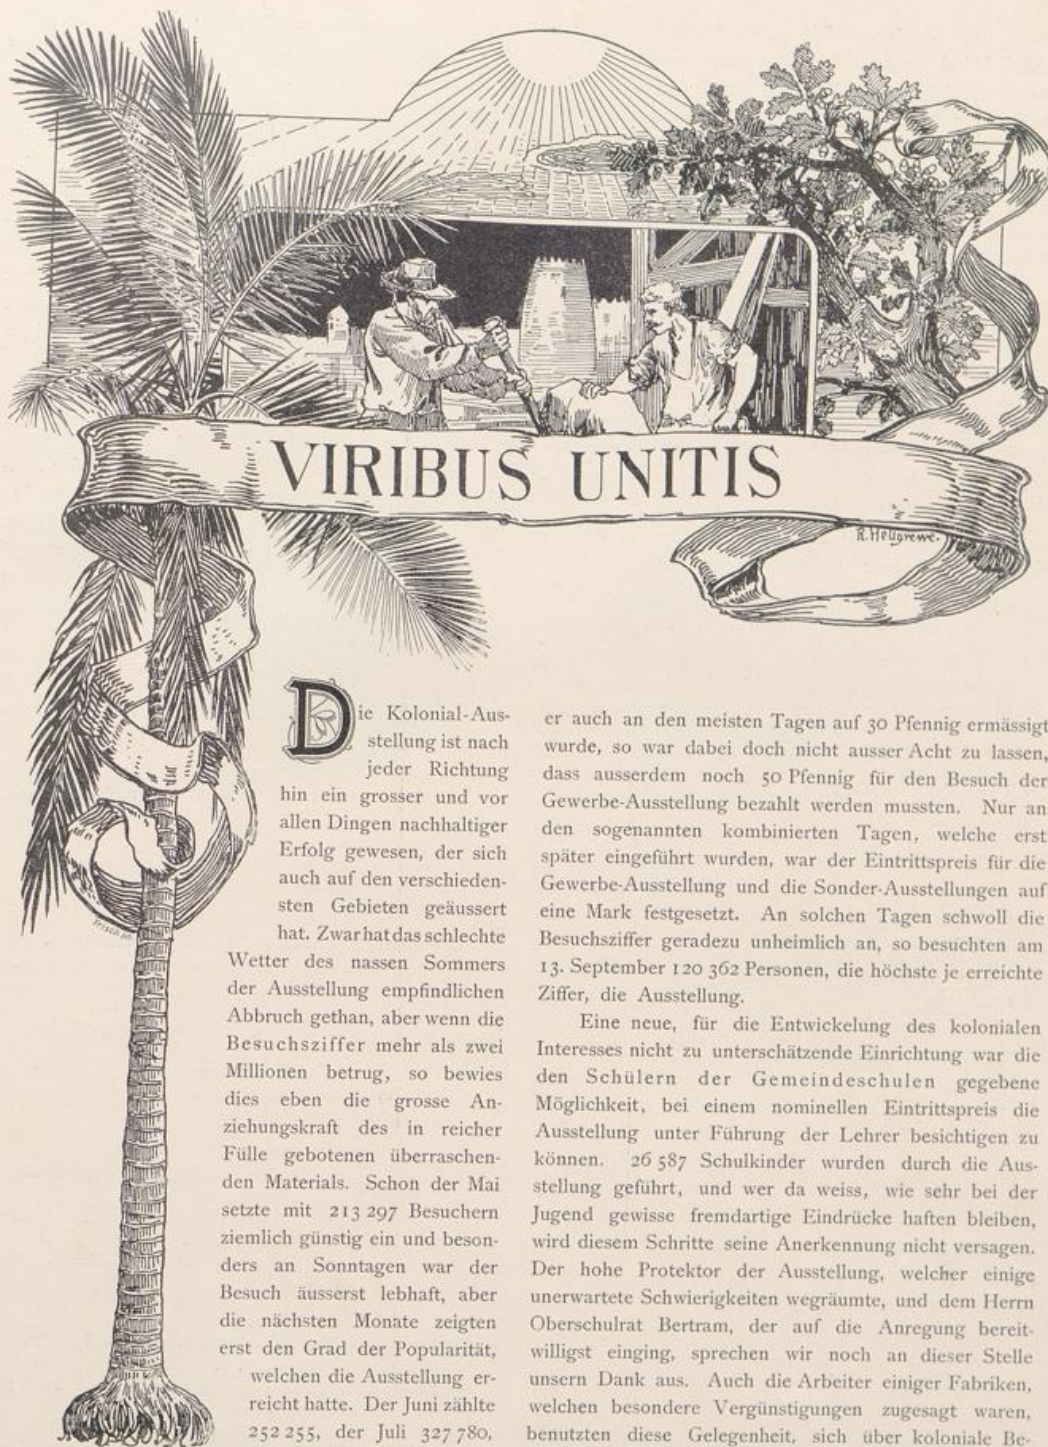 VIRIBUS UNITIS
R. Hellgrewe.
Die Kolonial-Aus-
stellung ist nach
jeder Richtung
hin ein grosser und vor
allen Dingen nachhaltiger
Erfolg gewesen, der sich
auch auf den verschieden-
sten Gebieten geäussert
hat. Zwar hat das schlechte
Wetter des nassen Sommers
der Ausstellung empfindlichen
Abbruch gethan, aber wenn die
Besuchsziffer mehr als zwei
Millionen betrug, so bewies
dies eben die grosse An-
ziehungskraft des in reicher
Fülle gebotenen überraschen-
den Materials. Schon der Mai
setzte mit 213 297 Besuchern
ziemlich günstig ein und beson-
ders an Sonntagen war der
Besuch äusserst lebhaft, aber
die nächsten Monate zeigten
erst den Grad der Popularität,
welchen die Ausstellung er-
reicht hatte. Der Juni zählte
252 255, der Juli 327 780,
er auch an den meisten Tagen auf 30 Pfennig ermässigt
wurde, so war dabei doch nicht ausser Acht zu lassen,
dass ausserdem noch 50 Pfennig für den Besuch der
Gewerbe-Ausstellung bezahlt werden mussten. Nur an
den sogenannten kombinierten Tagen, welche erst
später eingeführt wurden, war der Eintrittspreis für die
Gewerbe-Ausstellung und die Sonder-Ausstellungen auf
eine Mark festgesetzt. An solchen Tagen schwoll die
Besuchsziffer geradezu unheimlich an, so besuchten am
13. September 120 362 Personen, die höchste je erreichte
Ziffer, die Ausstellung.
Eine neue, für die Entwickelung des kolonialen
Interesses nicht zu unterschätzende Einrichtung war die
den Schülern der Gemeindeschulen gegebene
Möglichkeit, bei einem nominellen Eintrittspreis die
Ausstellung unter Führung der Lehrer besichtigen zu
können. 26 587 Schulkinder wurden durch die Aus-
stellung geführt, und wer da weiss, wie sehr bei der
Jugend gewisse fremdartige Eindrücke haften bleiben,
wird diesem Schritte seine Anerkennung nicht versagen.
Der hohe Protektor der Ausstellung, welcher einige
unerwartete Schwierigkeiten wegräumte, und dem Herrn
Oberschulrat Bertram, der auf die Anregung bereit-
willigst einging, sprechen wir noch an dieser Stelle
unsern Dank aus. Auch die Arbeiter einiger Fabriken,
welchen besondere Vergünstigungen zugesagt waren,
benutzten diese Gelegenheit, sich über koloniale Be-